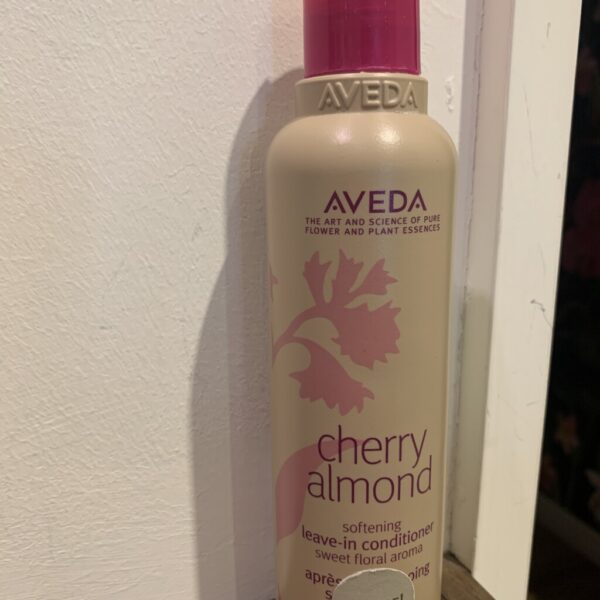 AVEDA
AVEDA
THE ART AND SCIENCE OF PURE
FLOWER AND PLANT ESSENCES
cherry
almond
softening
leave-in conditioner
sweet floral aroma
après